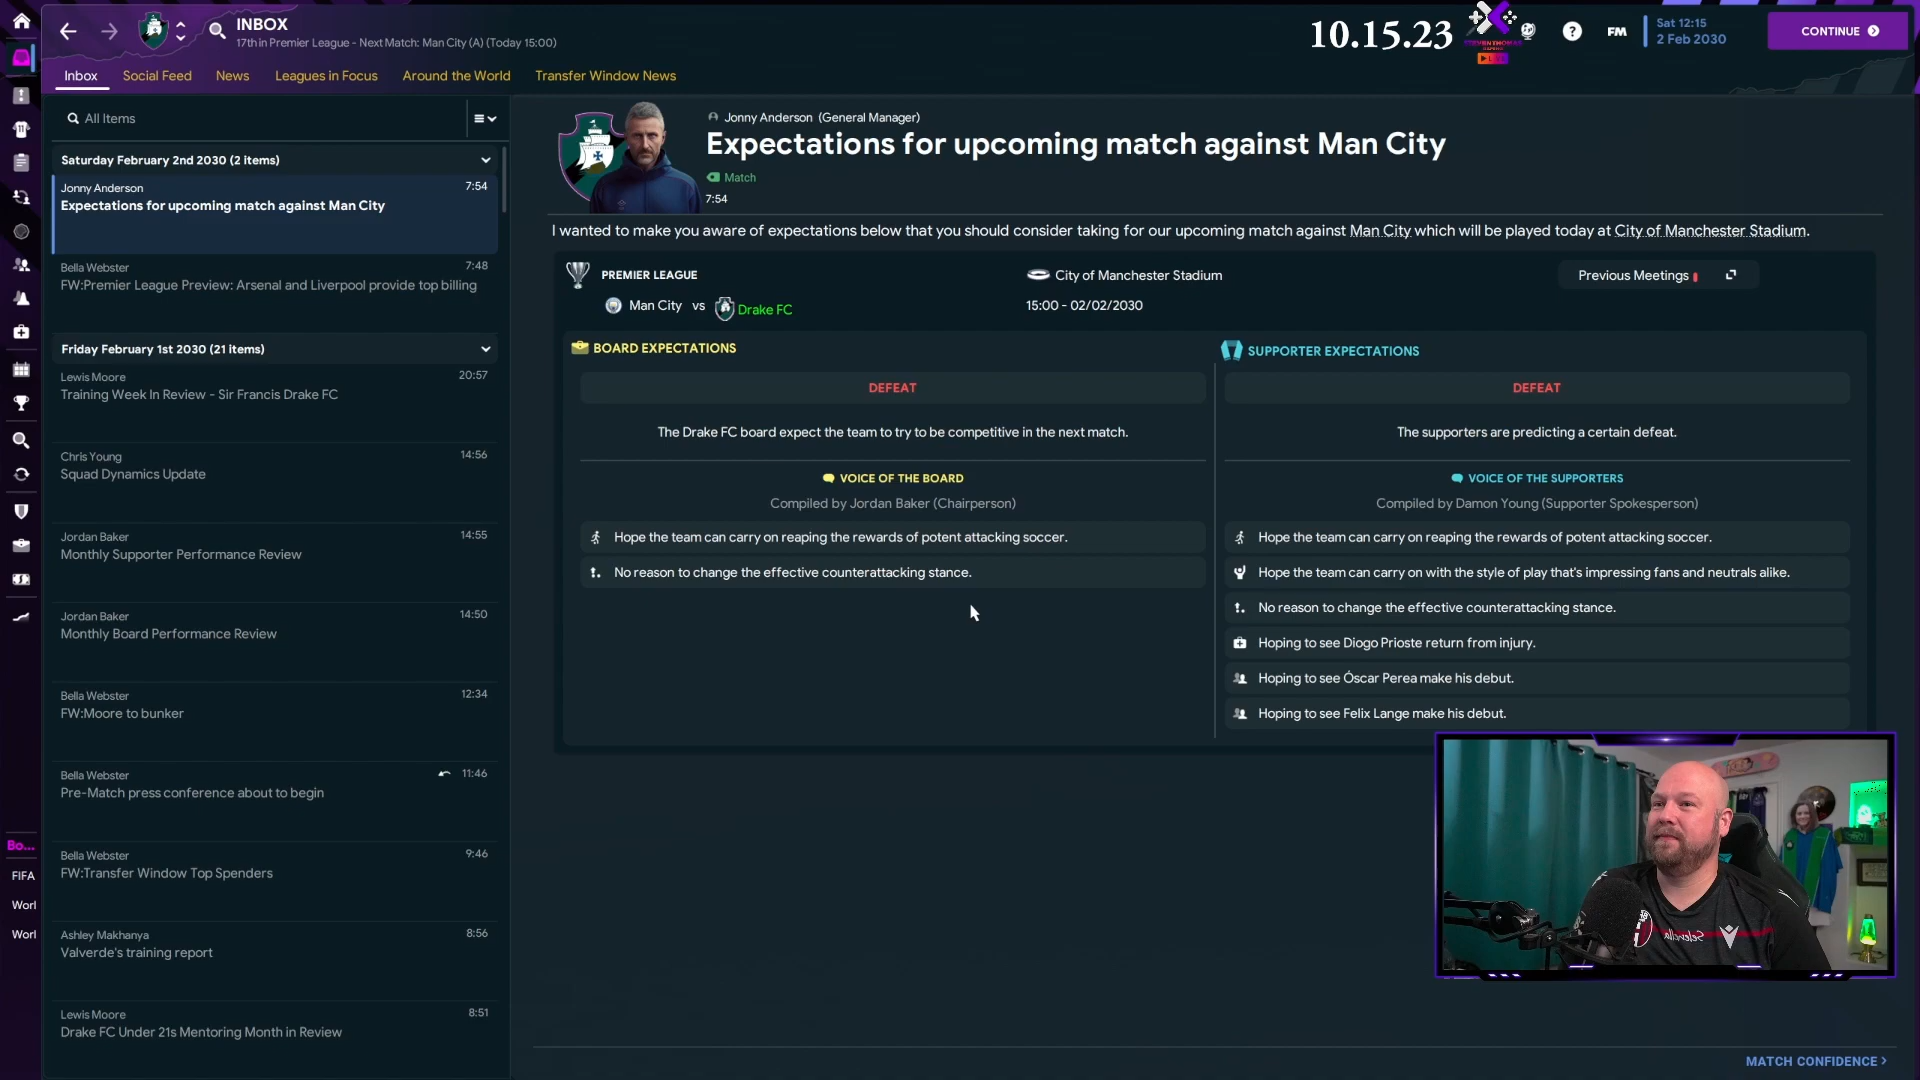 INBOX
17th in Premier League - Next Match: Man City (A) (Today 15:00)
10.15.23
FM
Sat 12:15
2 Feb 2030
CONTINUE
Inbox
Social Feed
News
Leagues in Focus
Around the World
Transfer Window News
All Items
Saturday February 2nd 2030 (2 items)
Jonny Anderson
7:54
Expectations for upcoming match against Man City
Bella Webster
7:48
FW:Premier League Preview: Arsenal and Liverpool provide top billing
Friday February 1st 2030 (21 items)
Lewis Moore
20:57
Training Week In Review - Sir Francis Drake FC
Chris Young
14:56
Squad Dynamics Update
Jordan Baker
14:55
Monthly Supporter Performance Review
Jordan Baker
14:50
Monthly Board Performance Review
Bella Webster
12:34
FW:Moore to bunker
Bella Webster
11:46
Pre-Match press conference about to begin
Bella Webster
9:46
FW:Transfer Window Top Spenders
Ashley Makhanya
8:56
Valverde's training report
Lewis Moore
8:51
Drake FC Under 21s Mentoring Month in Review
Bo...
FIFA
Worl
Worl
Jonny Anderson (General Manager)
Expectations for upcoming match against Man City
Match
7:54
I wanted to make you aware of expectations below that you should consider taking for our upcoming match against Man City which will be played today at City of Manchester Stadium.
PREMIER LEAGUE
City of Manchester Stadium
Previous Meetings
Man City vs Drake FC
15:00 - 02/02/2030
BOARD EXPECTATIONS
DEFEAT
The Drake FC board expect the team to try to be competitive in the next match.
VOICE OF THE BOARD
Compiled by Jordan Baker (Chairperson)
Hope the team can carry on reaping the rewards of potent attacking soccer.
No reason to change the effective counterattacking stance.
SUPPORTER EXPECTATIONS
DEFEAT
The supporters are predicting a certain defeat.
VOICE OF THE SUPPORTERS
Compiled by Damon Young (Supporter Spokesperson)
Hope the team can carry on reaping the rewards of potent attacking soccer.
Hope the team can carry on with the style of play that's impressing fans and neutrals alike.
No reason to change the effective counterattacking stance.
Hoping to see Diogo Prioste return from injury.
Hoping to see Óscar Perea make his debut.
Hoping to see Felix Lange make his debut.
MATCH CONFIDENCE >